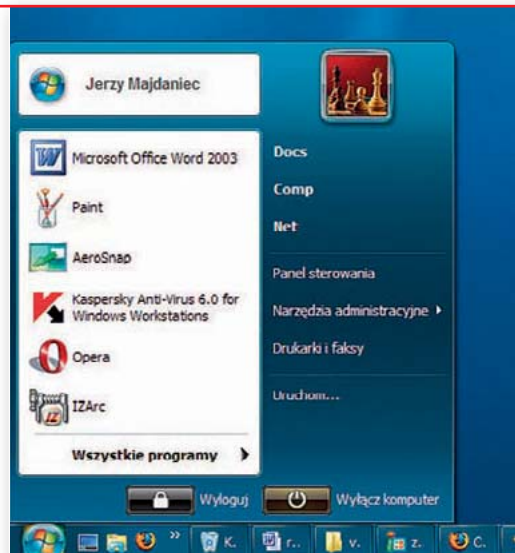 Jerzy Majdaniec
Microsoft Office Word 2003
Paint
AeroSnap
Kaspersky Anti-Virus 6.0 for
Windows Workstations
Opera
IZArc
Wszystkie programy
Docs
Comp
Net
Panel sterowania
Narzędzia administracyjne
Drukarki i faksy
Uruchom...
Wyloguj
Wyłącz komputer
» K. r.. v. z. C.